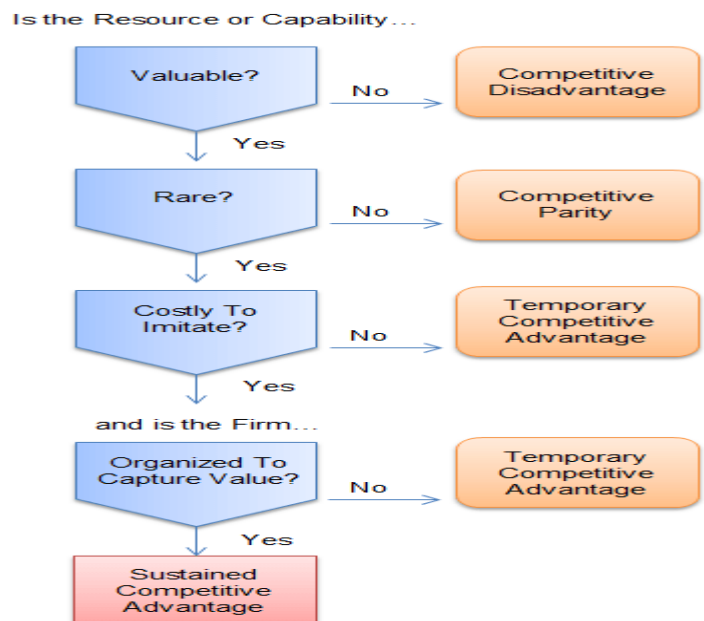 Is the Resource or Capability...
Valuable?
No
Competitive
Disadvantage
Yes
Rare?
No
Competitive
Parity
Yes
Costly To
Imitate?
No
Temporary
Competitive
Advantage
Yes
and is the Firm...
Organized To
Capture Value?
No
Temporary
Competitive
Advantage
Yes
Sustained
Competitive
Advantage